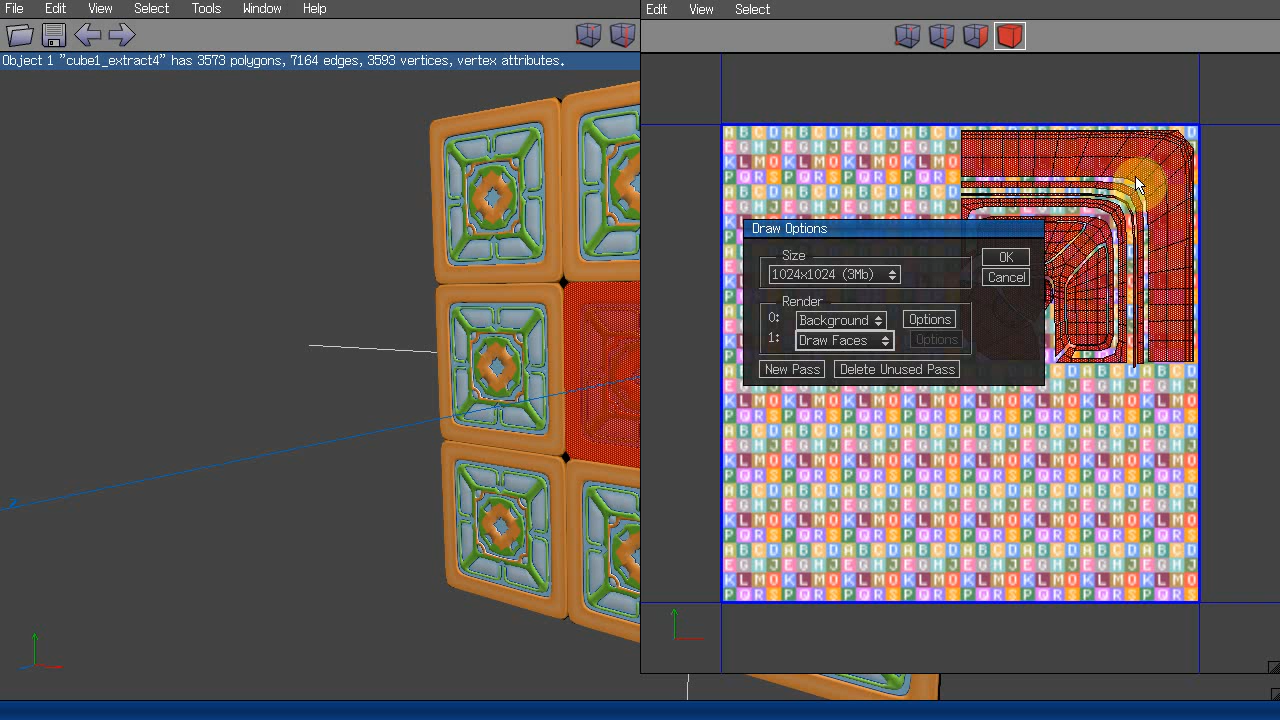 File Edit View Select Tools Window Help
Edit View Select
Object 1 "cube1_extract4" has 3573 polygons, 7164 edges, 3593 vertices, vertex attributes.
Draw Options
Size
1024x1024 (3Mb)
OK
Cancel
Render
0: Background Options
1: Draw Faces Options
New Pass Delete Unused Pass
Z
A B C D A B C D A B C D A B C D
E G H J E G H J E G H J E G H J
K L M O K L M O K L M O K L M O
P Q R S P Q R S P Q R S P Q R S